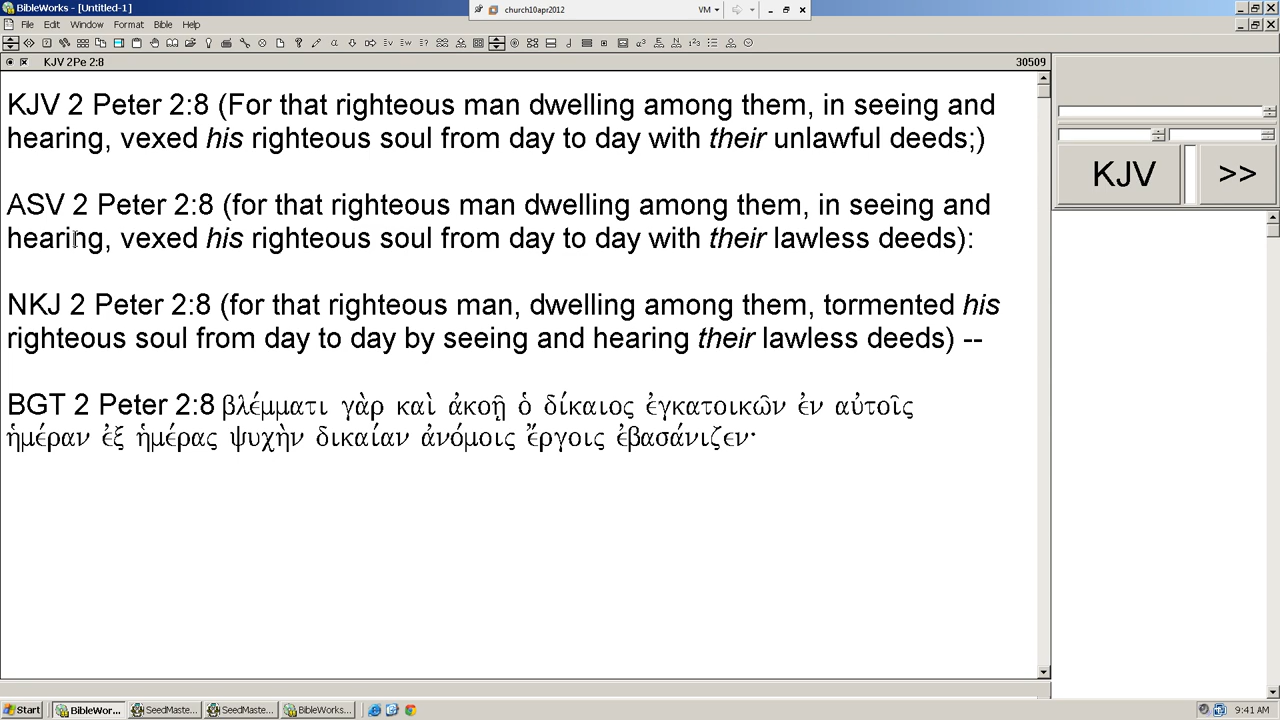 BibleWorks - [Untitled-1]
church10apr2012
VM
File Edit Window Format Bible Help
KJV 2Pe 2:8
30509
KJV 2 Peter 2:8 (For that righteous man dwelling among them, in seeing and
hearing, vexed his righteous soul from day to day with their unlawful deeds;)
ASV 2 Peter 2:8 (for that righteous man dwelling among them, in seeing and
hearing, vexed his righteous soul from day to day with their lawless deeds):
NKJ 2 Peter 2:8 (for that righteous man, dwelling among them, tormented his
righteous soul from day to day by seeing and hearing their lawless deeds) --
BGT 2 Peter 2:8 βλέμματι γὰρ καὶ ἀκοῇ ὁ δίκαιος ἐγκατοικῶν ἐν αὐτοῖς
ἡμέραν ἐξ ἡμέρας ψυχὴν δικαίαν ἀνόμοις ἔργοις ἐβασάνιζεν·
KJV
>>
Start
BibleWor...
SeedMaste...
SeedMaste...
BibleWorks...
9:41 AM